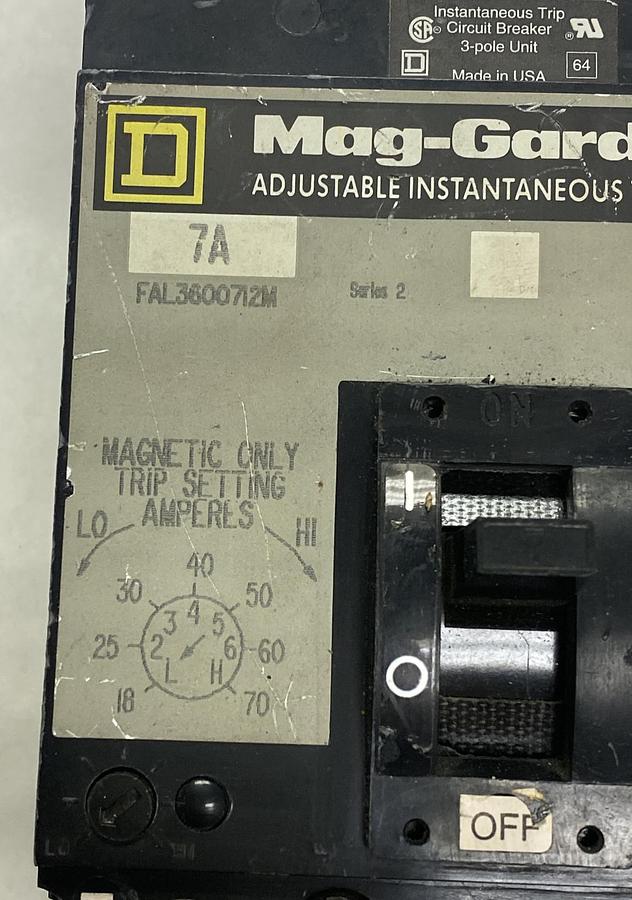 Instantaneous Trip
Circuit Breaker
3-pole Unit
Made in USA
64
D
Mag-Gard
ADJUSTABLE INSTANTANEOUS
7A
FAL3600712M
Series 2
ON
MAGNETIC ONLY
TRIP SETTING
AMPERES
LO HI
40
30 50
3 4 5
25 2 6 60
L H
18 70
I
O
LO HI
OFF